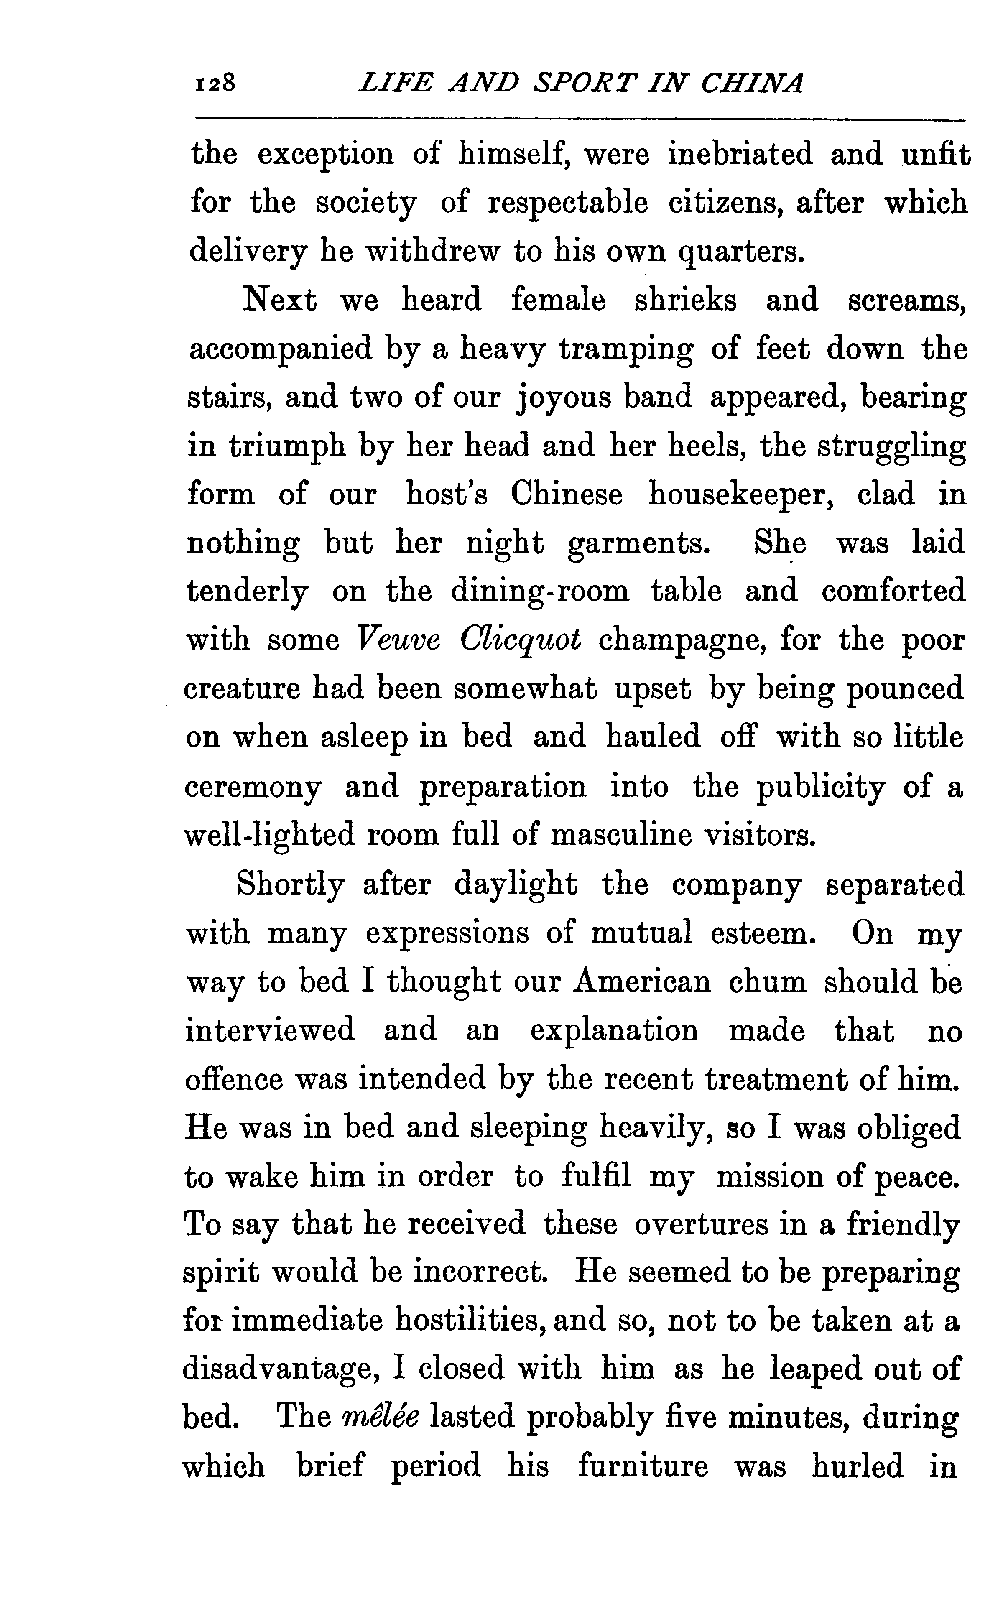 128 LIFE AND SPORT IN CHINA
the exception of himself, were inebriated and unfit
for the society of respectable citizens, after which
delivery he withdrew to his own quarters.
Next we heard female shrieks and screams,
accompanied by a heavy tramping of feet down the
stairs, and two of our joyous band appeared, bearing
in triumph by her head and her heels, the struggling
form of our host's Chinese housekeeper, clad in
nothing but her night garments. She was laid
tenderly on the dining-room table and comforted
with some Veuve Clicquot champagne, for the poor
creature had been somewhat upset by being pounced
on when asleep in bed and hauled off with so little
ceremony and preparation into the publicity of a
well-lighted room full of masculine visitors.
Shortly after daylight the company separated
with many expressions of mutual esteem. On my
way to bed I thought our American chum should be
interviewed and an explanation made that no
offence was intended by the recent treatment of him.
He was in bed and sleeping heavily, so I was obliged
to wake him in order to fulfil my mission of peace.
To say that he received these overtures in a friendly
spirit would be incorrect. He seemed to be preparing
for immediate hostilities, and so, not to be taken at a
disadvantage, I closed with him as he leaped out of
bed. The mêlée lasted probably five minutes, during
which brief period his furniture was hurled in